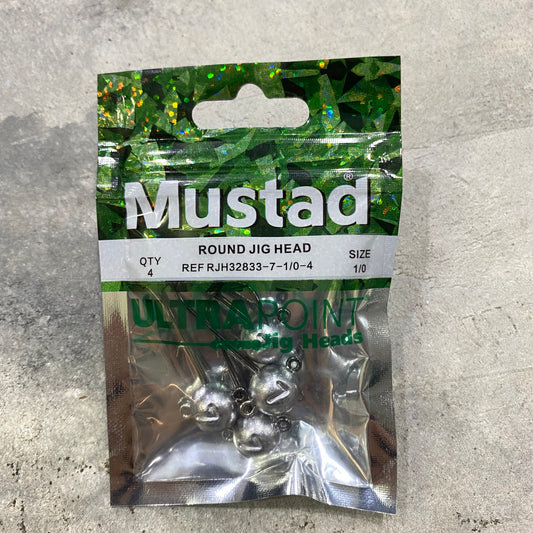 Mustad®
ROUND JIG HEAD
QTY
4
REF RJH32833-7-1/0-4
SIZE
1/0
ULTRAPOINT
Jig Heads